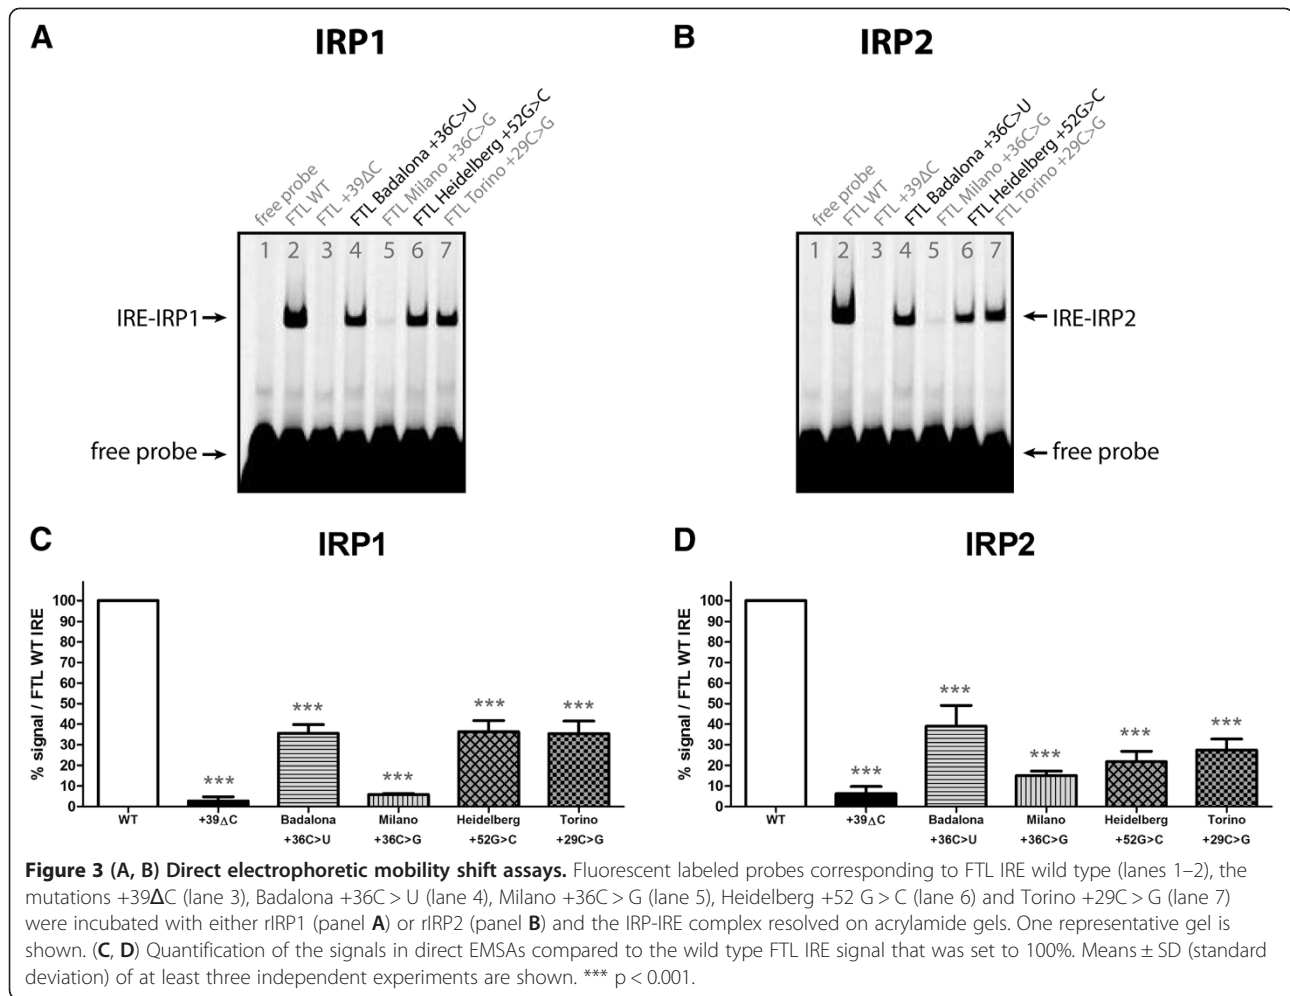 A
IRP1
free probe
FTL WT
FTL +39ΔC
FTL Badalona +36C>U
FTL Milano +36C>G
FTL Heidelberg +52G>C
FTL Torino +29C>G
1 2 3 4 5 6 7
IRE-IRP1
free probe
B
IRP2
free probe
FTL WT
FTL +39ΔC
FTL Badalona +36C>U
FTL Milano +36C>G
FTL Heidelberg +52G>C
FTL Torino +29C>G
1 2 3 4 5 6 7
IRE-IRP2
free probe
C
IRP1
% signal / FTL WT IRE
100
90
80
70
60
50
40
30
20
10
0
*** *** *** *** ***
WT +39ΔC Badalona Milano Heidelberg Torino
+36C>U +36C>G +52G>C +29C>G
D
IRP2
% signal / FTL WT IRE
100
90
80
70
60
50
40
30
20
10
0
*** *** *** *** ***
WT +39ΔC Badalona Milano Heidelberg Torino
+36C>U +36C>G +52G>C +29C>G
Figure 3 (A, B) Direct electrophoretic mobility shift assays. Fluorescent labeled probes corresponding to FTL IRE wild type (lanes 1–2), the
mutations +39ΔC (lane 3), Badalona +36C > U (lane 4), Milano +36C > G (lane 5), Heidelberg +52 G > C (lane 6) and Torino +29C > G (lane 7)
were incubated with either rIRP1 (panel A) or rIRP2 (panel B) and the IRP-IRE complex resolved on acrylamide gels. One representative gel is
shown. (C, D) Quantification of the signals in direct EMSAs compared to the wild type FTL IRE signal that was set to 100%. Means ± SD (standard
deviation) of at least three independent experiments are shown. *** p < 0.001.